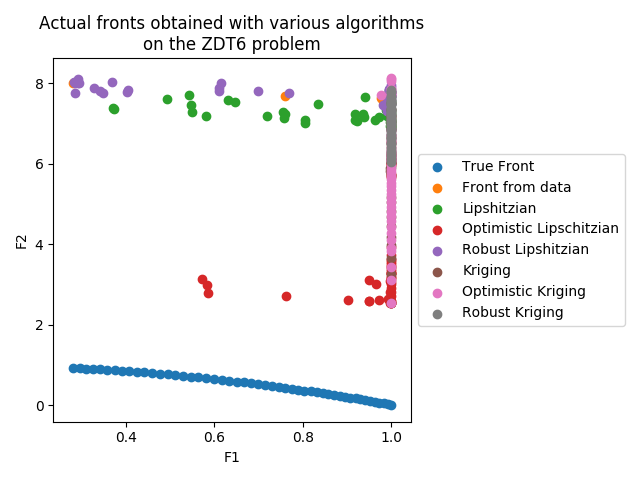 Actual fronts obtained with various algorithms
on the ZDT6 problem
8
6
4
2
0
F2
0.4
0.6
0.8
1.0
F1
True Front
Front from data
Lipshitzian
Optimistic Lipschitzian
Robust Lipshitzian
Kriging
Optimistic Kriging
Robust Kriging